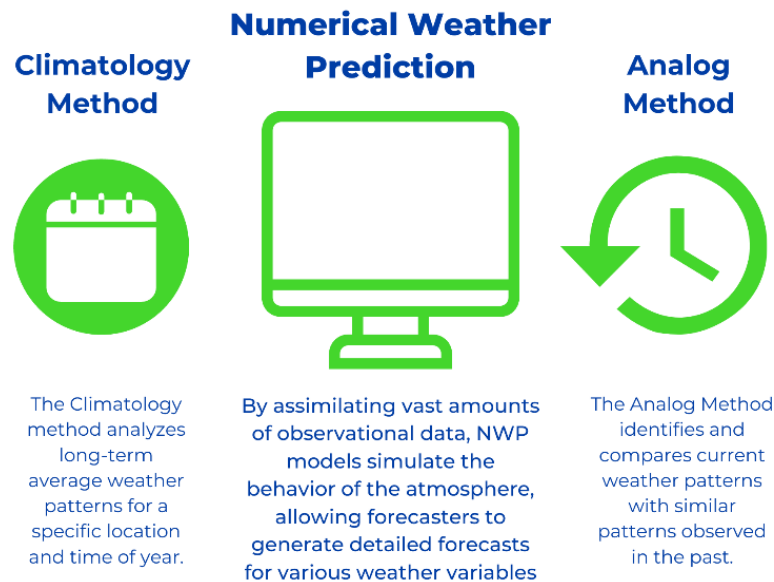 Climatology
Method
The Climatology
method analyzes
long-term
average weather
patterns for a
specific location
and time of year.
Numerical Weather
Prediction
By assimilating vast amounts
of observational data, NWP
models simulate the
behavior of the atmosphere,
allowing forecasters to
generate detailed forecasts
for various weather variables
Analog
Method
The Analog Method
identifies and
compares current
weather patterns
with similar
patterns observed
in the past.